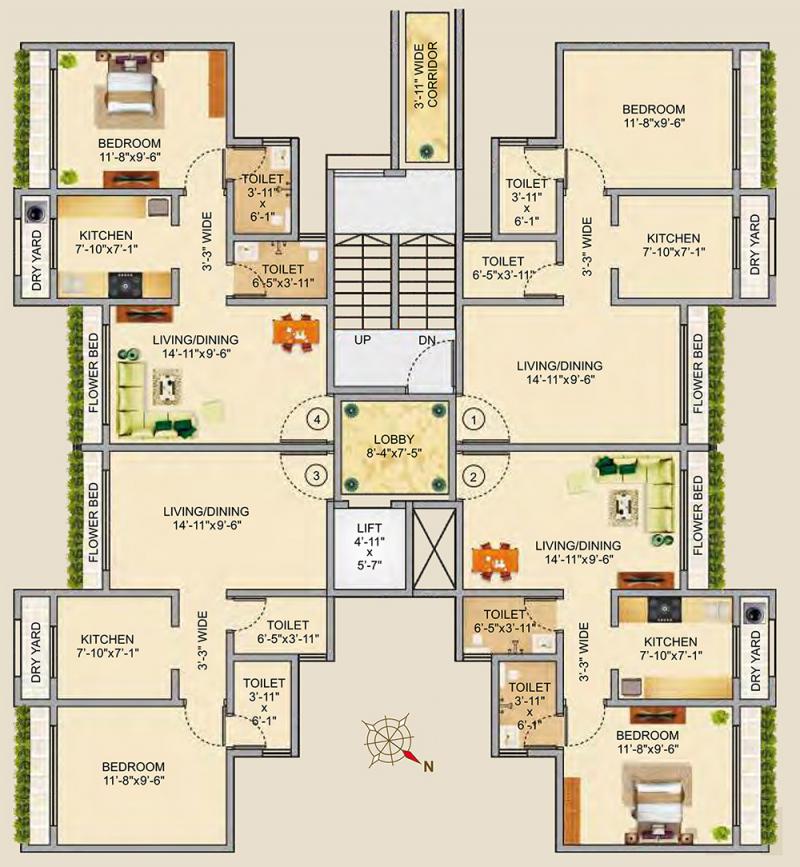 3'-11" WIDE
CORRIDOR
BEDROOM
11'-8"x9'-6"
TOILET
3'-11"
x
6'-1"
KITCHEN
7'-10"x7'-1"
DRY YARD
3'-3" WIDE
TOILET
6'-5"x3'-11"
LIVING/DINING
14'-11"x9'-6"
FLOWER BED
4
BEDROOM
11'-8"x9'-6"
TOILET
3'-11"
x
6'-1"
KITCHEN
7'-10"x7'-1"
DRY YARD
3'-3" WIDE
TOILET
6'-5"x3'-11"
LIVING/DINING
14'-11"x9'-6"
FLOWER BED
1
UP
DN
LOBBY
8'-4"x7'-5"
LIFT
4'-11"
x
5'-7"
3
LIVING/DINING
14'-11"x9'-6"
FLOWER BED
TOILET
6'-5"x3'-11"
3'-3" WIDE
KITCHEN
7'-10"x7'-1"
DRY YARD
TOILET
3'-11"
x
6'-1"
BEDROOM
11'-8"x9'-6"
2
LIVING/DINING
14'-11"x9'-6"
FLOWER BED
TOILET
6'-5"x3'-11"
3'-3" WIDE
KITCHEN
7'-10"x7'-1"
DRY YARD
TOILET
3'-11"
x
6'-1"
BEDROOM
11'-8"x9'-6"
N